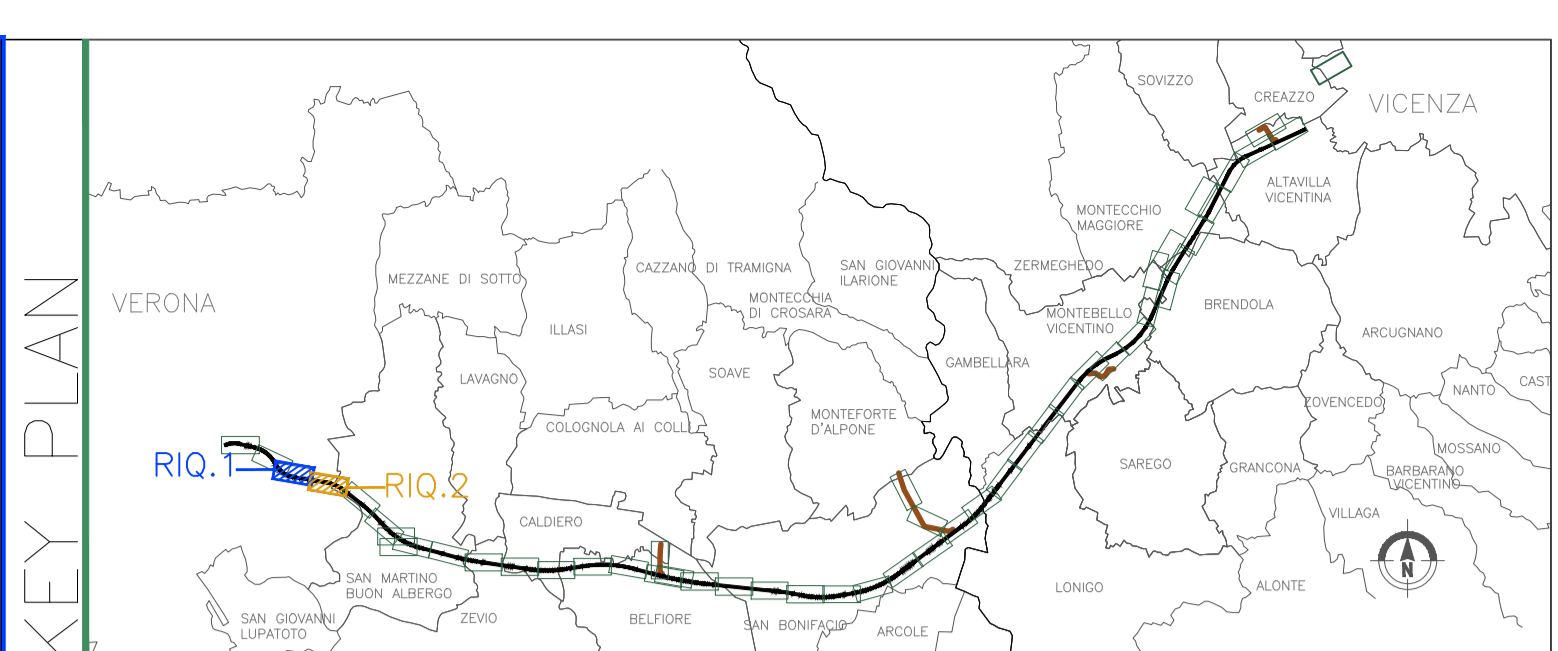 KEY PLAN
SOVIZZO
CREAZZO
VICENZA
ALTAVILLA
VICENTINA
MONTECCHIO
MAGGIORE
MEZZANE DI SOTTO
CAZZANO DI TRAMIGNA
SAN GIOVANNI
ILARIONE
ZERMEGHEDO
VERONA
MONTECCHIA
DI CROSARA
BRENDOLA
MONTEBELLO
VICENTINO
ILLASI
ARCUGNANO
GAMBELLARA
LAVAGNO
SOAVE
CAST
NANTO
ZOVENCEDO
MONTEFORTE
D'ALPONE
COLOGNOLA AI COLLI
MOSSANO
RIQ.1
SAREGO
GRANCONA
BARBARANO
VICENTINO
RIQ.2
VILLAGA
CALDIERO
N
SAN MARTINO
BUON ALBERGO
LONIGO
ALONTE
SAN GIOVANNI
LUPATOTO
ZEVIO
BELFIORE
SAN BONIFACIO
ARCOLE